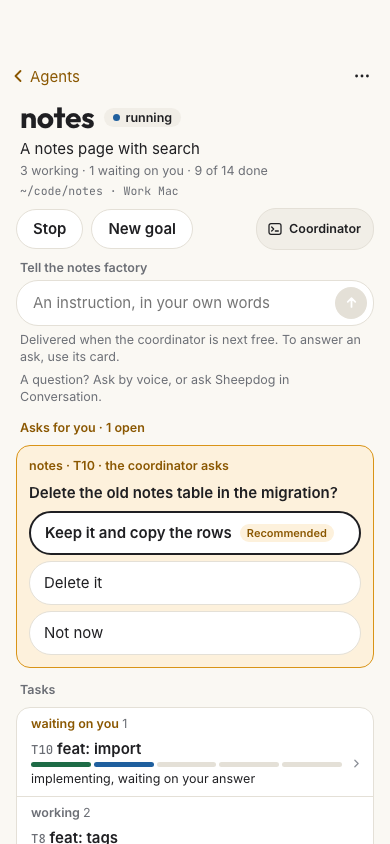 Agents
notes
running
A notes page with search
3 working · 1 waiting on you · 9 of 14 done
~/code/notes · Work Mac
Stop
New goal
Coordinator
Tell the notes factory
An instruction, in your own words
Delivered when the coordinator is next free. To answer an
ask, use its card.
A question? Ask by voice, or ask Sheepdog in
Conversation.
Asks for you · 1 open
notes · T10 · the coordinator asks
Delete the old notes table in the migration?
Keep it and copy the rows
Recommended
Delete it
Not now
Tasks
waiting on you 1
T10 feat: import
implementing, waiting on your answer
working 2
T8 feat: tags